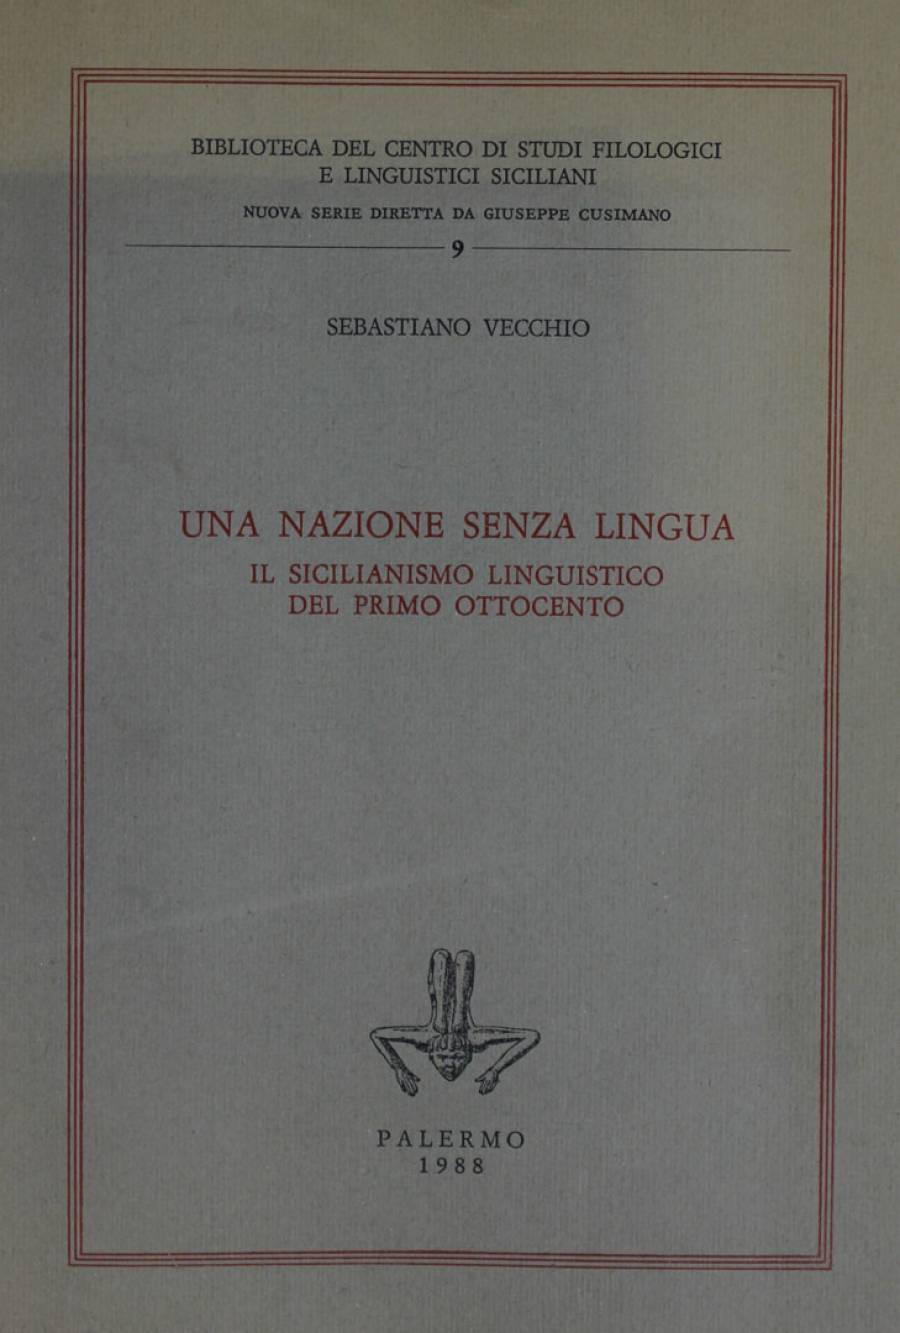 BIBLIOTECA DEL CENTRO DI STUDI FILOLOGICI
E LINGUISTICI SICILIANI
NUOVA SERIE DIRETTA DA GIUSEPPE CUSIMANO
9
SEBASTIANO VECCHIO
UNA NAZIONE SENZA LINGUA
IL SICILIANISMO LINGUISTICO
DEL PRIMO OTTOCENTO
PALERMO
1988